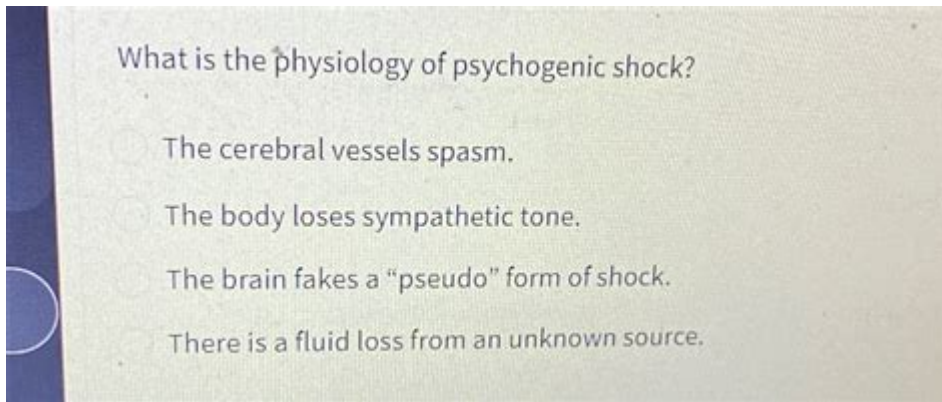 What is the physiology of psychogenic shock?
The cerebral vessels spasm.
The body loses sympathetic tone.
The brain fakes a “pseudo” form of shock.
There is a fluid loss from an unknown source.